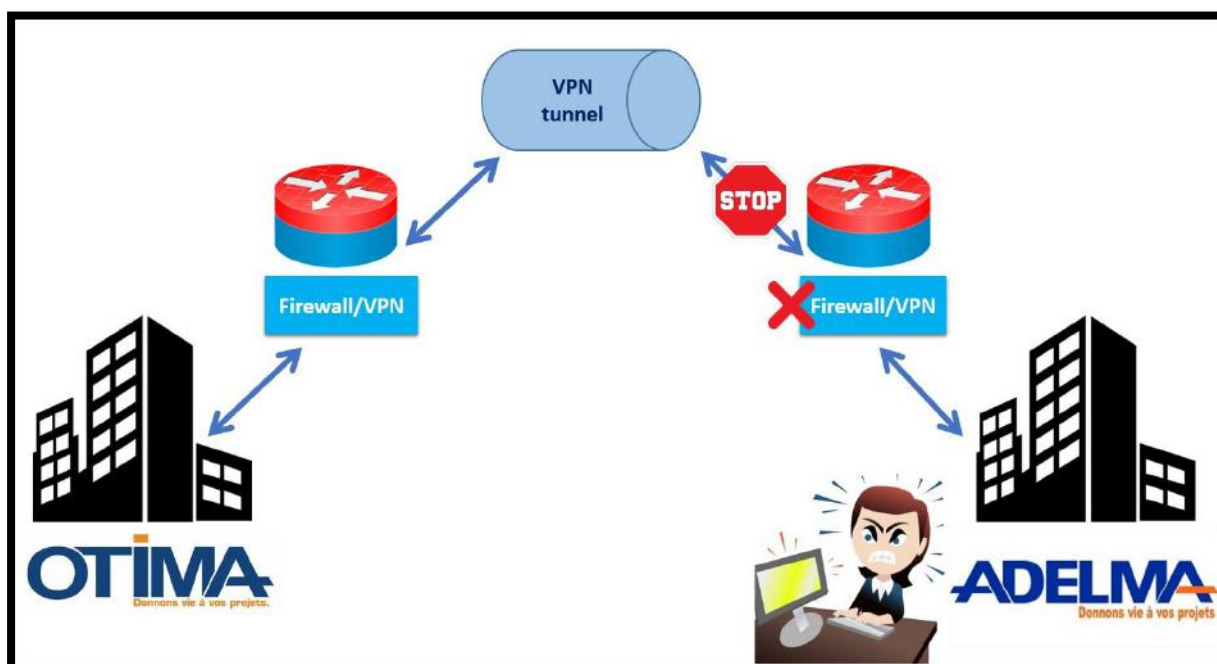 VPN
tunnel
STOP
Firewall/VPN
Firewall/VPN
OTIMA
Donnons vie à vos projets.
ADELMA
Donnons vie à vos projets